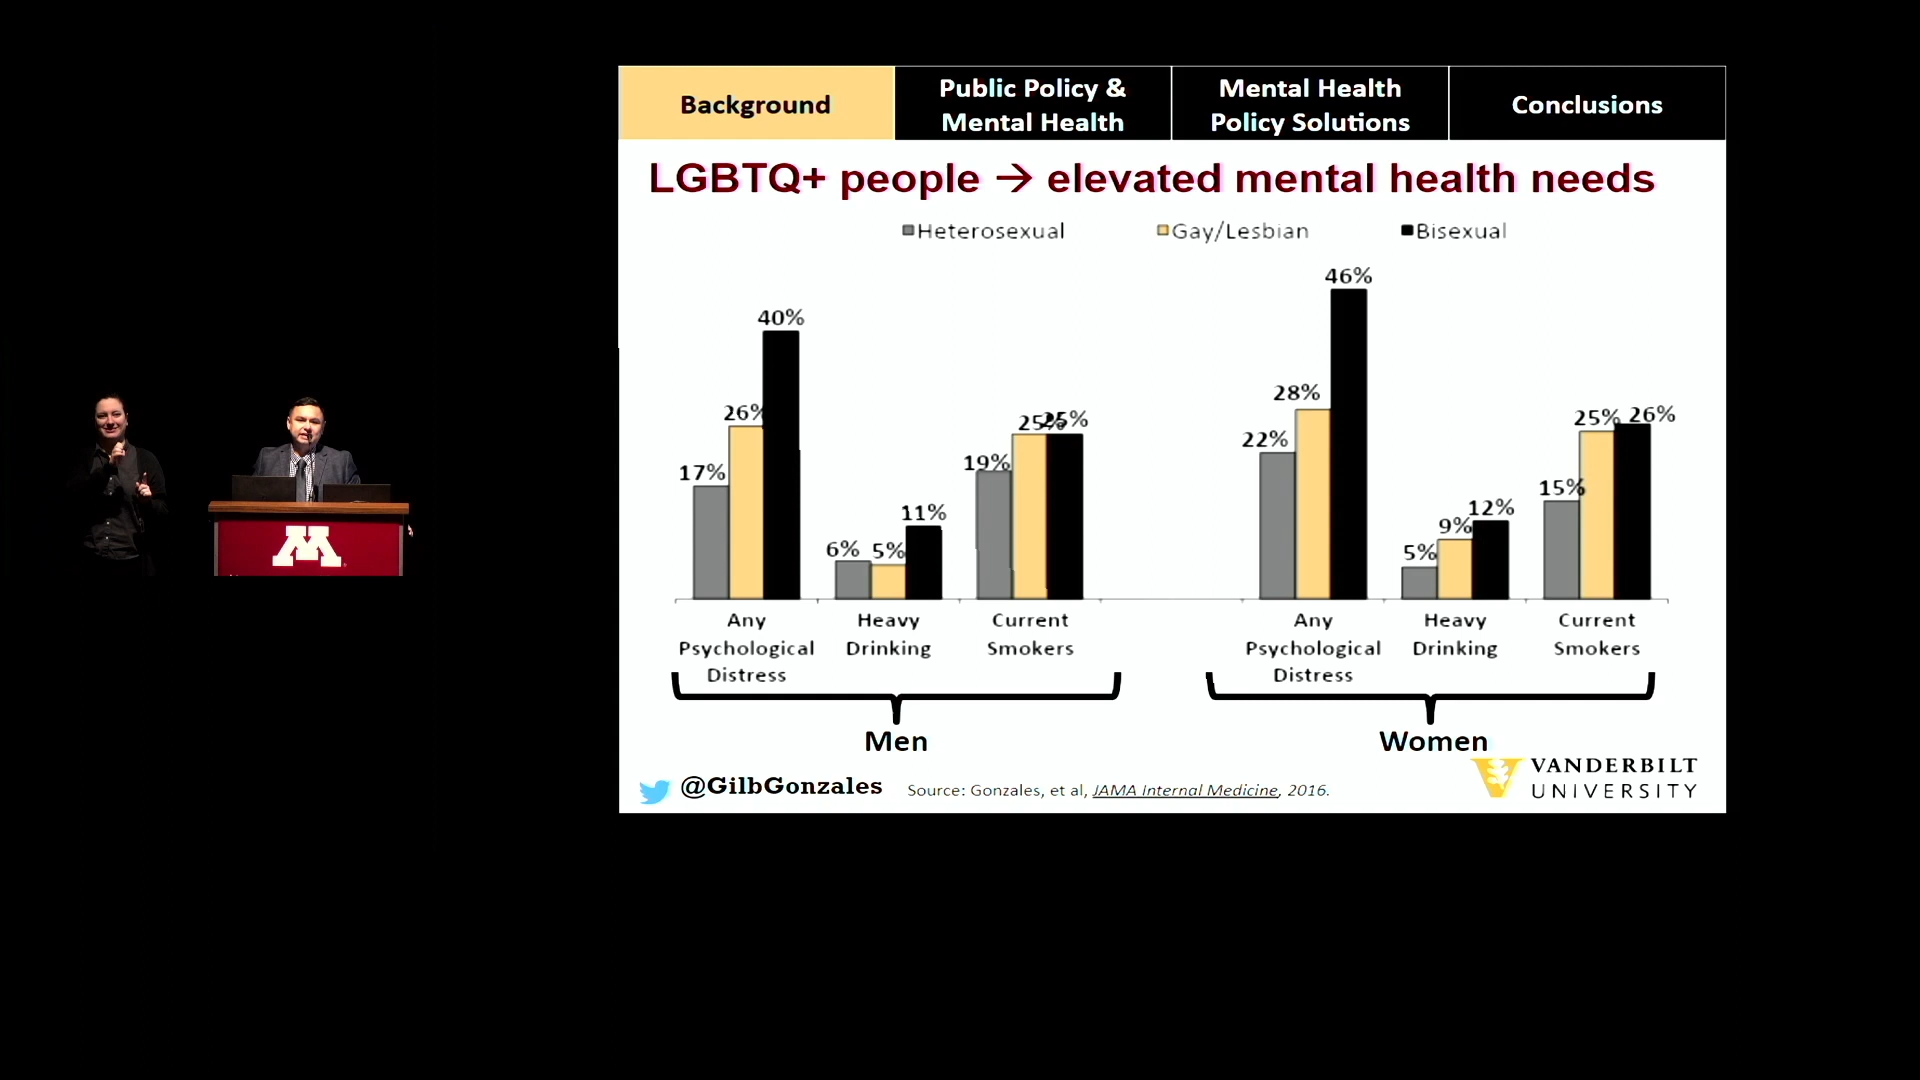 Background
Public Policy &
Mental Health
Mental Health
Policy Solutions
Conclusions
LGBTQ+ people → elevated mental health needs
Heterosexual
Gay/Lesbian
Bisexual
17%
26%
40%
6%
5%
11%
19%
25%
25%
22%
28%
46%
5%
9%
12%
15%
25%
26%
Any
Psychological
Distress
Heavy
Drinking
Current
Smokers
Any
Psychological
Distress
Heavy
Drinking
Current
Smokers
Men
Women
@GilbGonzales
Source: Gonzales, et al, JAMA Internal Medicine, 2016.
VANDERBILT
UNIVERSITY
M